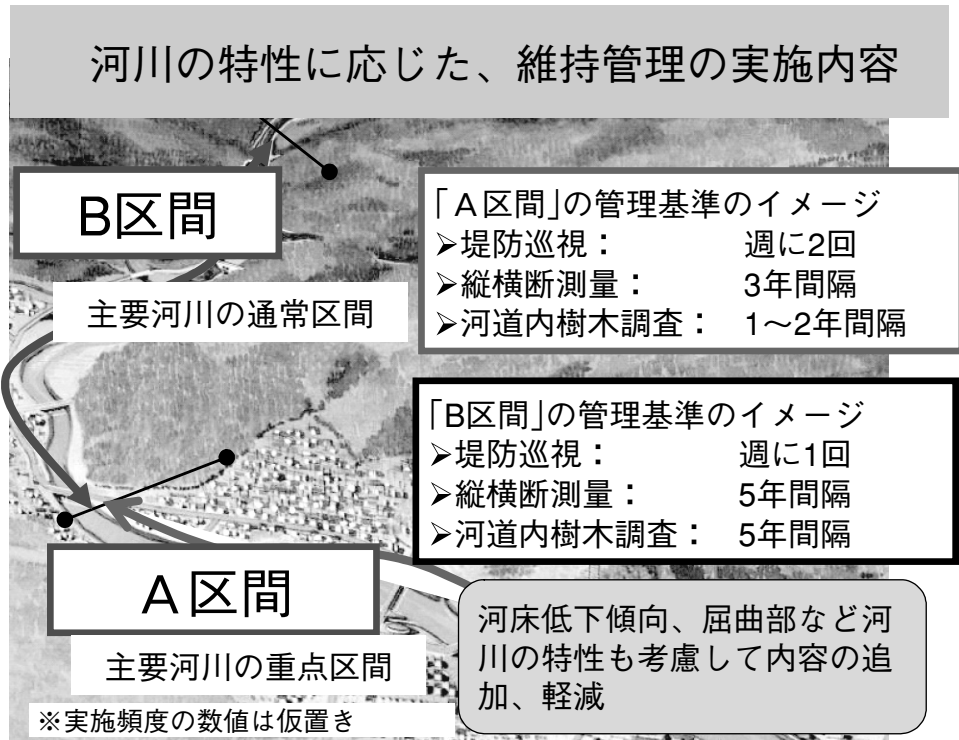 河川の特性に応じた、維持管理の実施内容
B区間
主要河川の通常区間
「A区間」の管理基準のイメージ
➢堤防巡視： 週に2回
➢縦横断測量： 3年間隔
➢河道内樹木調査： 1～2年間隔
「B区間」の管理基準のイメージ
➢堤防巡視： 週に1回
➢縦横断測量： 5年間隔
➢河道内樹木調査： 5年間隔
A区間
主要河川の重点区間
河床低下傾向、屈曲部など河
川の特性も考慮して内容の追
加、軽減
※実施頻度の数値は仮置き